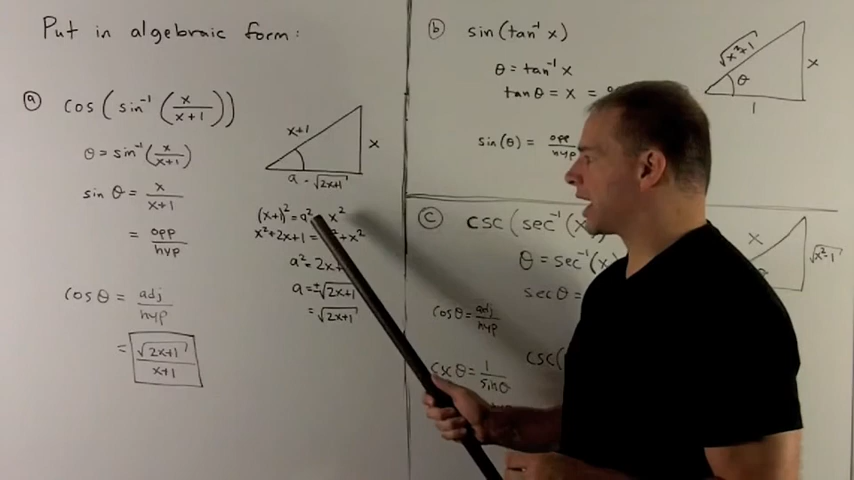 Put in algebraic form:
(a) cos(sin⁻¹(x/(x+1)))
θ = sin⁻¹(x/(x+1))
sin θ = x/(x+1)
= opp/hyp
cos θ = adj/hyp
= √(2x+1)/(x+1)
x+1
x
a = √(2x+1)
(x+1)² = a² x²
x²+2x+1 = ² + x²
a² = 2x+
a = ±√(2x+1)
= √(2x+1)
(b) sin(tan⁻¹ x)
θ = tan⁻¹ x
tan θ = x =
sin(θ) = opp/hyp
√(x²+1)
θ
x
1
(c) csc(sec⁻¹(x
θ = sec⁻¹(x)
sec θ =
cos θ = adj/hyp
csc(
csc θ = 1/sin θ
x
√(x²-1)